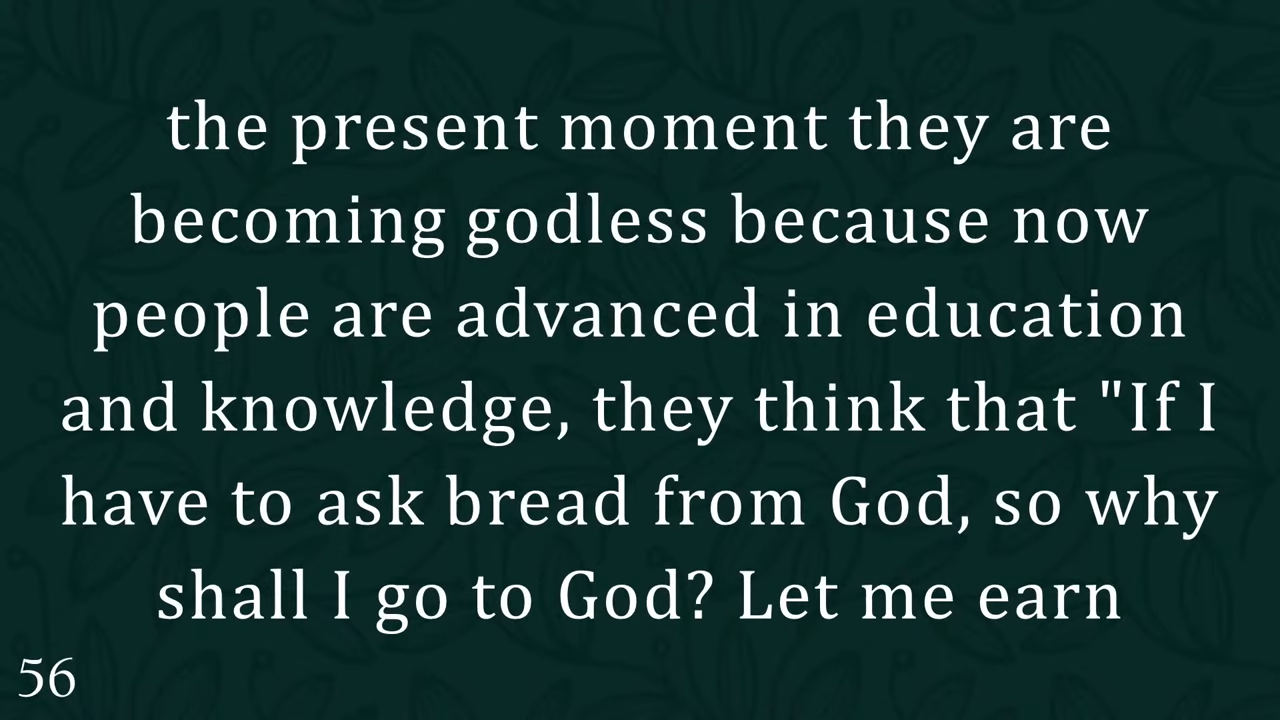 the present moment they are
becoming godless because now
people are advanced in education
and knowledge, they think that "If I
have to ask bread from God, so why
shall I go to God? Let me earn
56